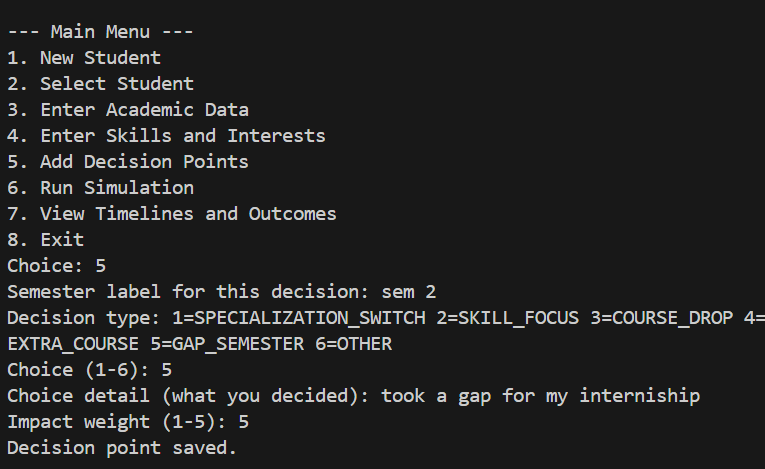 --- Main Menu ---
1. New Student
2. Select Student
3. Enter Academic Data
4. Enter Skills and Interests
5. Add Decision Points
6. Run Simulation
7. View Timelines and Outcomes
8. Exit
Choice: 5
Semester label for this decision: sem 2
Decision type: 1=SPECIALIZATION_SWITCH 2=SKILL_FOCUS 3=COURSE_DROP 4=
EXTRA_COURSE 5=GAP_SEMESTER 6=OTHER
Choice (1-6): 5
Choice detail (what you decided): took a gap for my interniship
Impact weight (1-5): 5
Decision point saved.